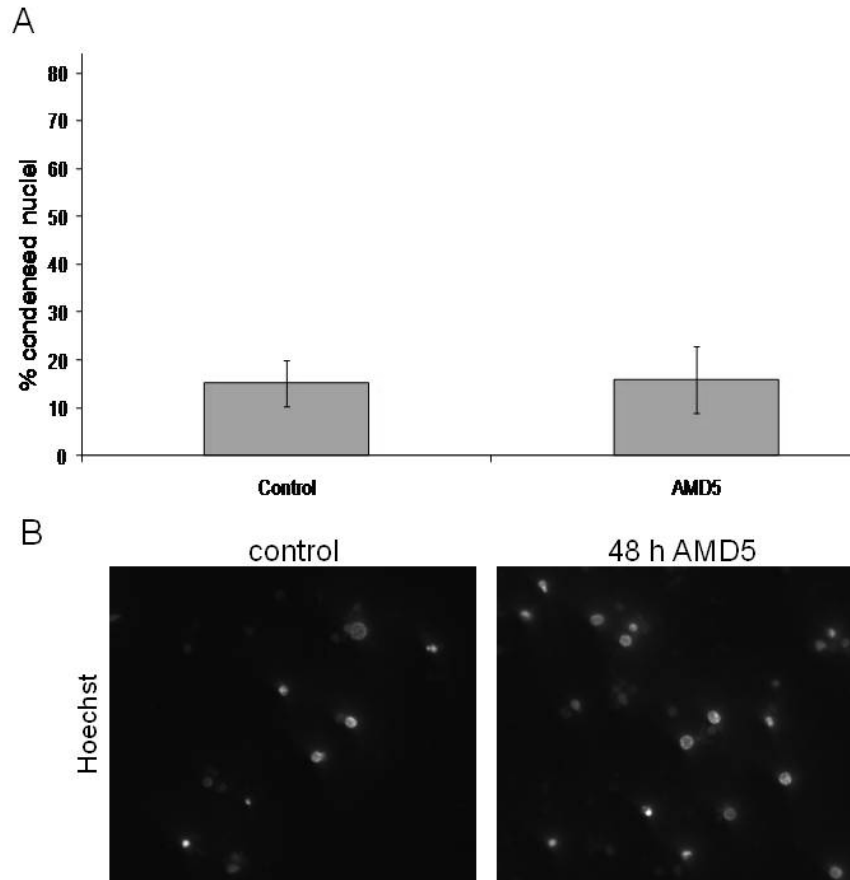 A
80
70
60
50
40
30
20
10
0
% condensed nuclei
Control
AMD5
B
control
48 h AMD5
Hoechst